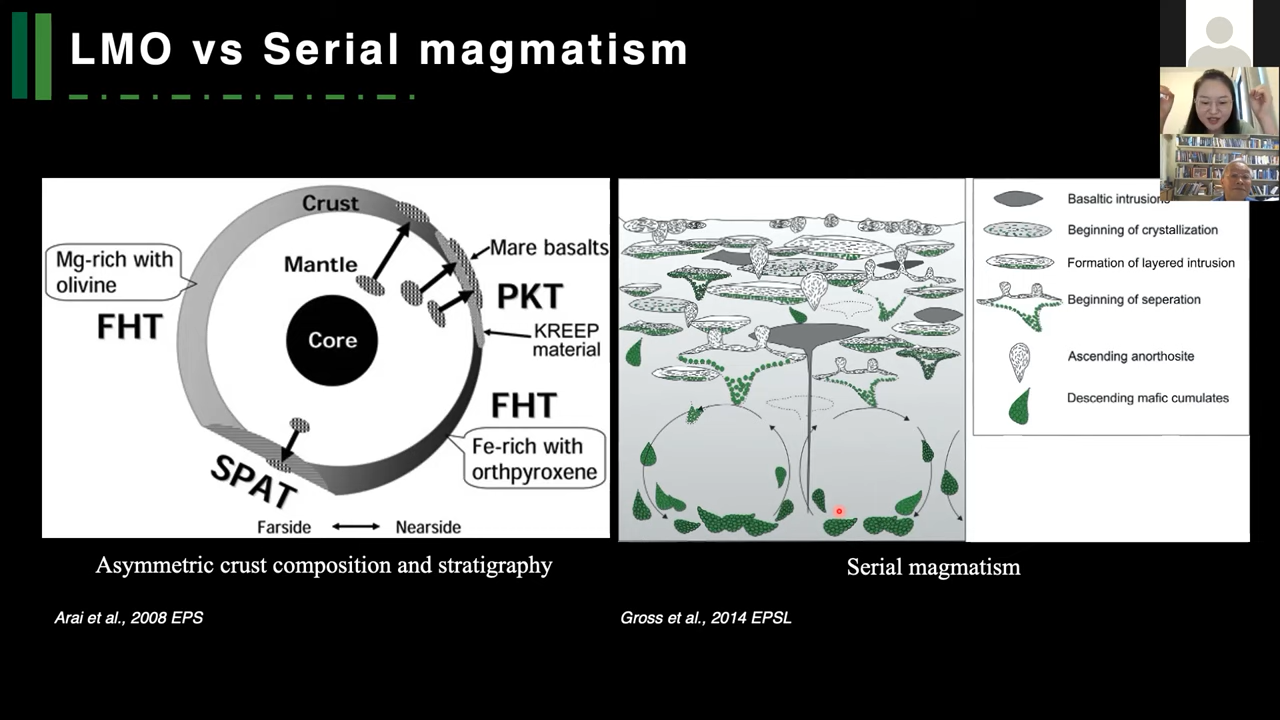 LMO vs Serial magmatism
Crust
Mg-rich with
olivine
FHT
Mantle
Core
Mare basalts
PKT
KREEP
material
FHT
Fe-rich with
orthpyroxene
SPAT
Farside
Nearside
Asymmetric crust composition and stratigraphy
Arai et al., 2008 EPS
Basaltic intrusions
Beginning of crystallization
Formation of layered intrusion
Beginning of seperation
Ascending anorthosite
Descending mafic cumulates
Serial magmatism
Gross et al., 2014 EPSL